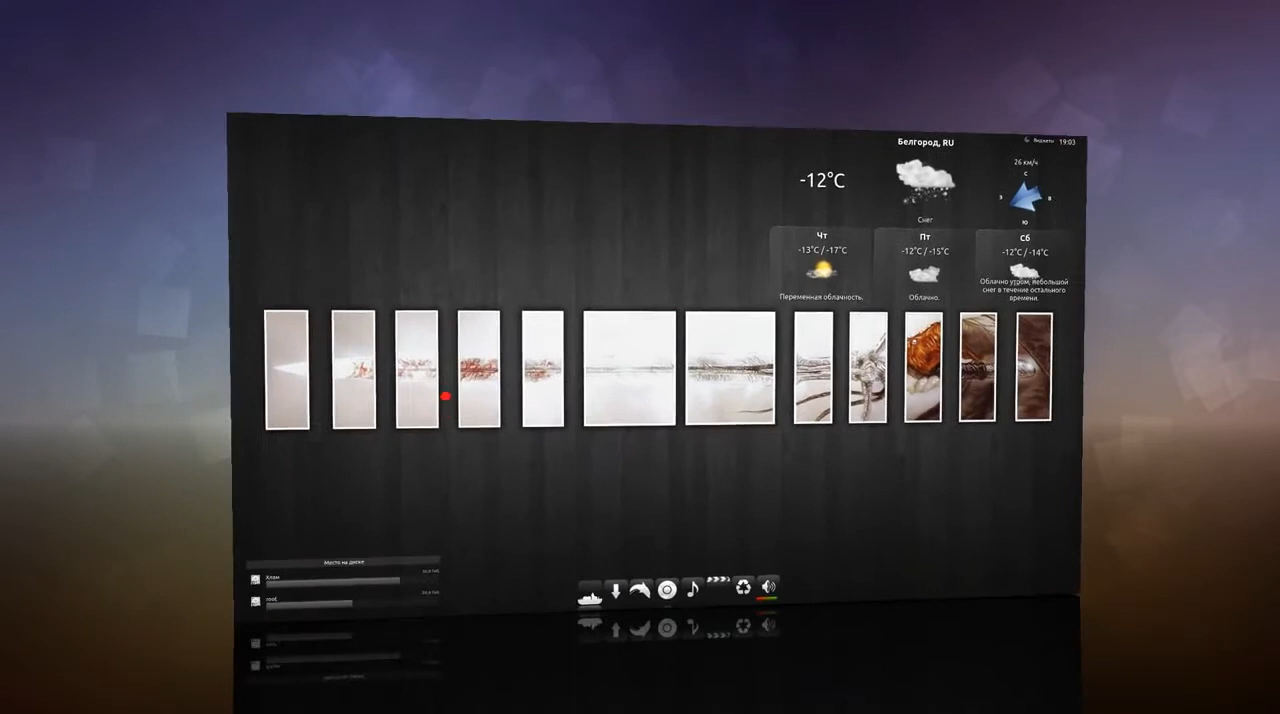 Белгород, RU
Виджеты 19:03
-12°C
26 км/ч
С
З
В
Ю
Снег
Чт
-13°C / -17°C
Переменная облачность.
Пт
-12°C / -15°C
Облачно.
Сб
-12°C / -14°C
Облачно утром, небольшой
снег в течение остального
времени.
Место на диске
Хлам
root